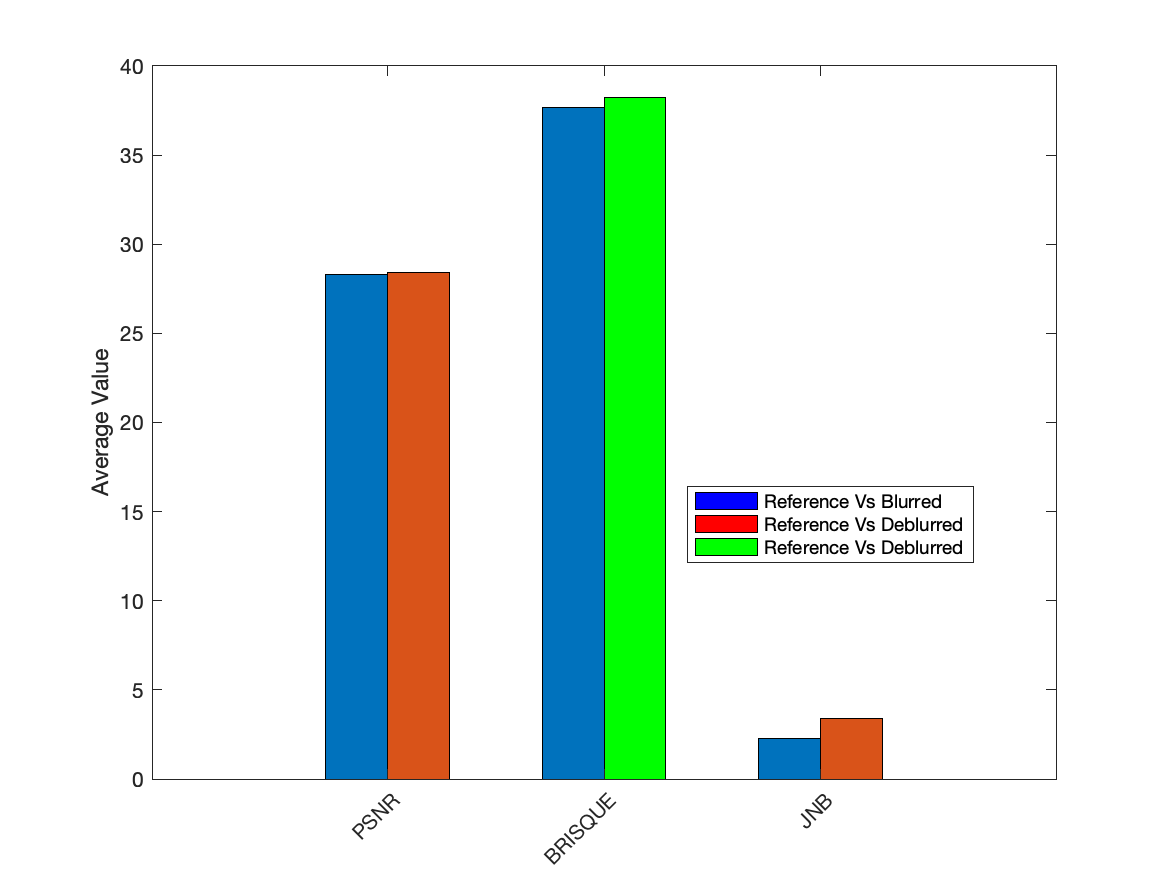 40
35
30
25
20
15
10
5
0
Average Value
Reference Vs Blurred
Reference Vs Deblurred
Reference Vs Deblurred
PSNR
BRISQUE
JNB